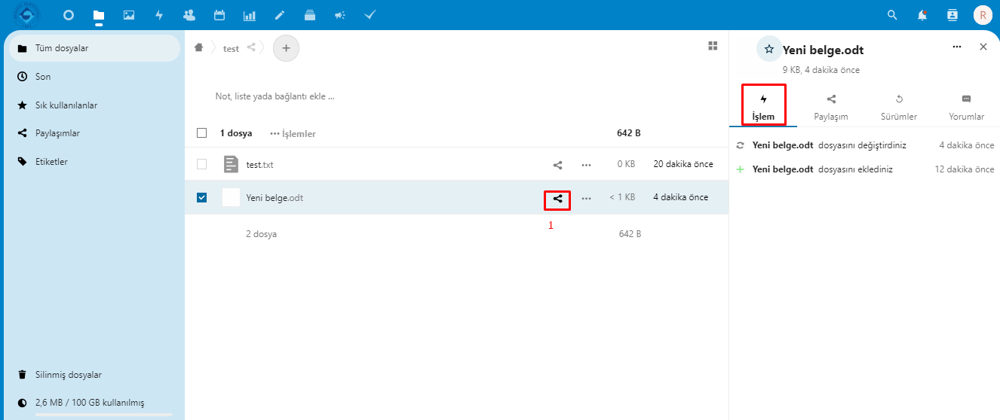 R
Tüm dosyalar
Son
Sık kullanılanlar
Paylaşımlar
Etiketler
Silinmiş dosyalar
2,6 MB / 100 GB kullanılmış
test
+
Not, liste yada bağlantı ekle ...
1 dosya ••• İşlemler 642 B
test.txt ••• 0 KB 20 dakika önce
Yeni belge.odt ••• < 1 KB 4 dakika önce
1
2 dosya 642 B
Yeni belge.odt
9 KB, 4 dakika önce
İşlem Paylaşım Sürümler Yorumlar
Yeni belge.odt dosyasını değiştirdiniz 4 dakika önce
Yeni belge.odt dosyasını eklediniz 12 dakika önce